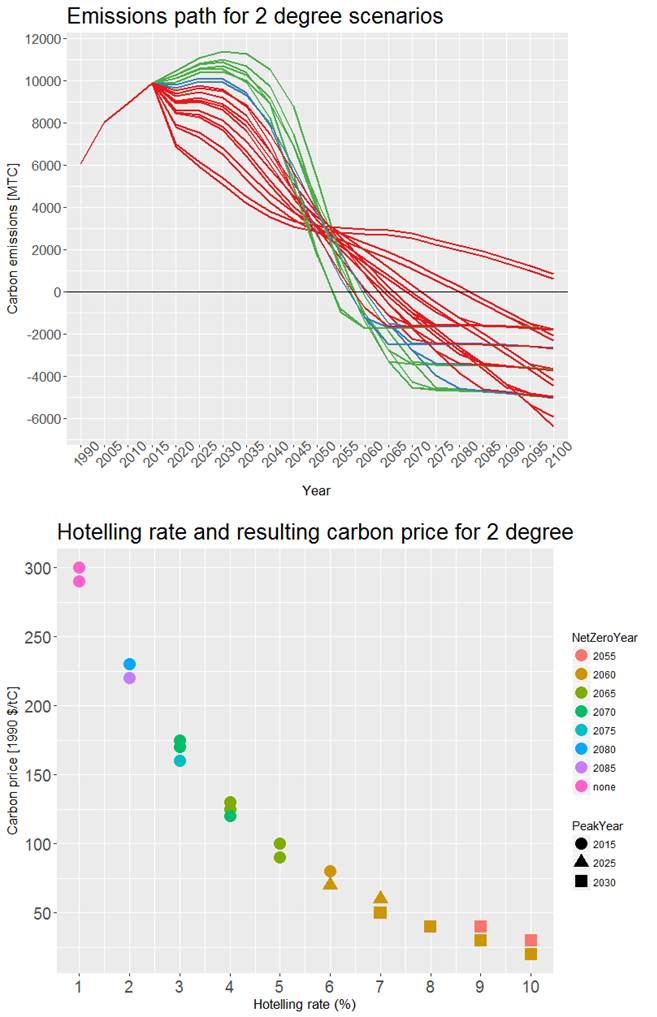 Emissions path for 2 degree scenarios
Carbon emissions [MTC]
12000
10000
8000
6000
4000
2000
0
-2000
-4000
-6000
1990 2005 2010 2015 2020 2025 2030 2035 2040 2045 2050 2055 2060 2065 2070 2075 2080 2085 2090 2095 2100
Year
Hotelling rate and resulting carbon price for 2 degree
Carbon price [1990 $/tC]
300
250
200
150
100
50
1 2 3 4 5 6 7 8 9 10
Hotelling rate (%)
NetZeroYear
2055
2060
2065
2070
2075
2080
2085
none
PeakYear
2015
2025
2030